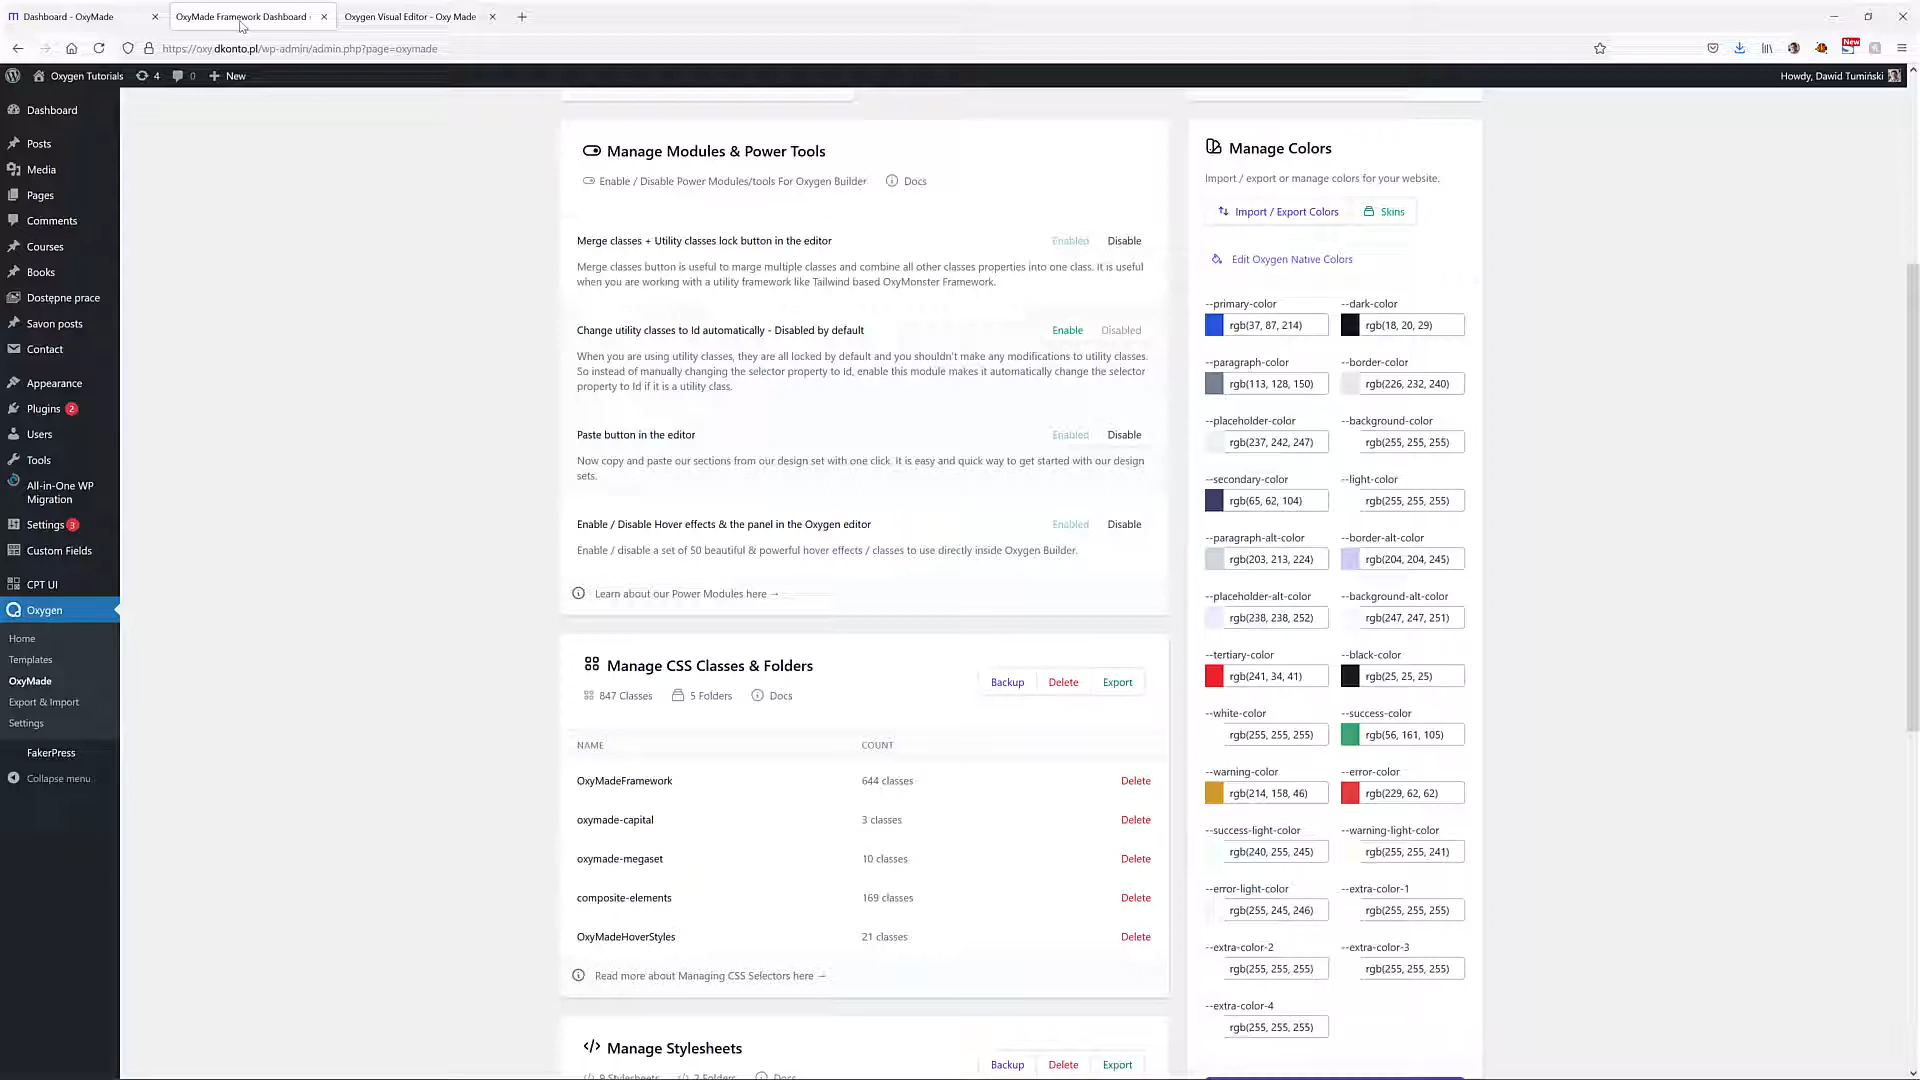 Dashboard - OxyMade
OxyMade Framework Dashboard
Oxygen Visual Editor - Oxy Made
https://oxy.dkonto.pl/wp-admin/admin.php?page=oxymade
New
Oxygen Tutorials
4
0
New
Howdy, Dawid Tumiński
Dashboard
Posts
Media
Pages
Comments
Courses
Books
Dostępne prace
Savon posts
Contact
Appearance
Plugins 2
Users
Tools
All-in-One WP
Migration
Settings 3
Custom Fields
CPT UI
Oxygen
Home
Templates
OxyMade
Export & Import
Settings
FakerPress
Collapse menu
Manage Modules & Power Tools
Enable / Disable Power Modules/tools For Oxygen Builder
Docs
Merge classes + Utility classes lock button in the editor
Enabled
Disable
Merge classes button is useful to marge multiple classes and combine all other classes properties into one class. It is useful
when you are working with a utility framework like Tailwind based OxyMonster Framework.
Change utility classes to Id automatically - Disabled by default
Enable
Disabled
When you are using utility classes, they are all locked by default and you shouldn't make any modifications to utility classes.
So instead of manually changing the selector property to Id, enable this module makes it automatically change the selector
property to Id if it is a utility class.
Paste button in the editor
Enabled
Disable
Now copy and paste our sections from our design set with one click. It is easy and quick way to get started with our design
sets.
Enable / Disable Hover effects & the panel in the Oxygen editor
Enabled
Disable
Enable / disable a set of 50 beautiful & powerful hover effects / classes to use directly inside Oxygen Builder.
Learn about our Power Modules here →
Manage CSS Classes & Folders
847 Classes
5 Folders
Docs
Backup
Delete
Export
NAME
COUNT
OxyMadeFramework
644 classes
Delete
oxymade-capital
3 classes
Delete
oxymade-megaset
10 classes
Delete
composite-elements
169 classes
Delete
OxyMadeHoverStyles
21 classes
Delete
Read more about Managing CSS Selectors here →
Manage Stylesheets
9 Stylesheets
2 Folders
Docs
Backup
Delete
Export
Manage Colors
Import / export or manage colors for your website.
Import / Export Colors
Skins
Edit Oxygen Native Colors
--primary-color
--dark-color
rgb(37, 87, 214)
rgb(18, 20, 29)
--paragraph-color
--border-color
rgb(113, 128, 150)
rgb(226, 232, 240)
--placeholder-color
--background-color
rgb(237, 242, 247)
rgb(255, 255, 255)
--secondary-color
--light-color
rgb(65, 62, 104)
rgb(255, 255, 255)
--paragraph-alt-color
--border-alt-color
rgb(203, 213, 224)
rgb(204, 204, 245)
--placeholder-alt-color
--background-alt-color
rgb(238, 238, 252)
rgb(247, 247, 251)
--tertiary-color
--black-color
rgb(241, 34, 41)
rgb(25, 25, 25)
--white-color
--success-color
rgb(255, 255, 255)
rgb(56, 161, 105)
--warning-color
--error-color
rgb(214, 158, 46)
rgb(229, 62, 62)
--success-light-color
--warning-light-color
rgb(240, 255, 245)
rgb(255, 255, 241)
--error-light-color
--extra-color-1
rgb(255, 245, 246)
rgb(255, 255, 255)
--extra-color-2
--extra-color-3
rgb(255, 255, 255)
rgb(255, 255, 255)
--extra-color-4
rgb(255, 255, 255)